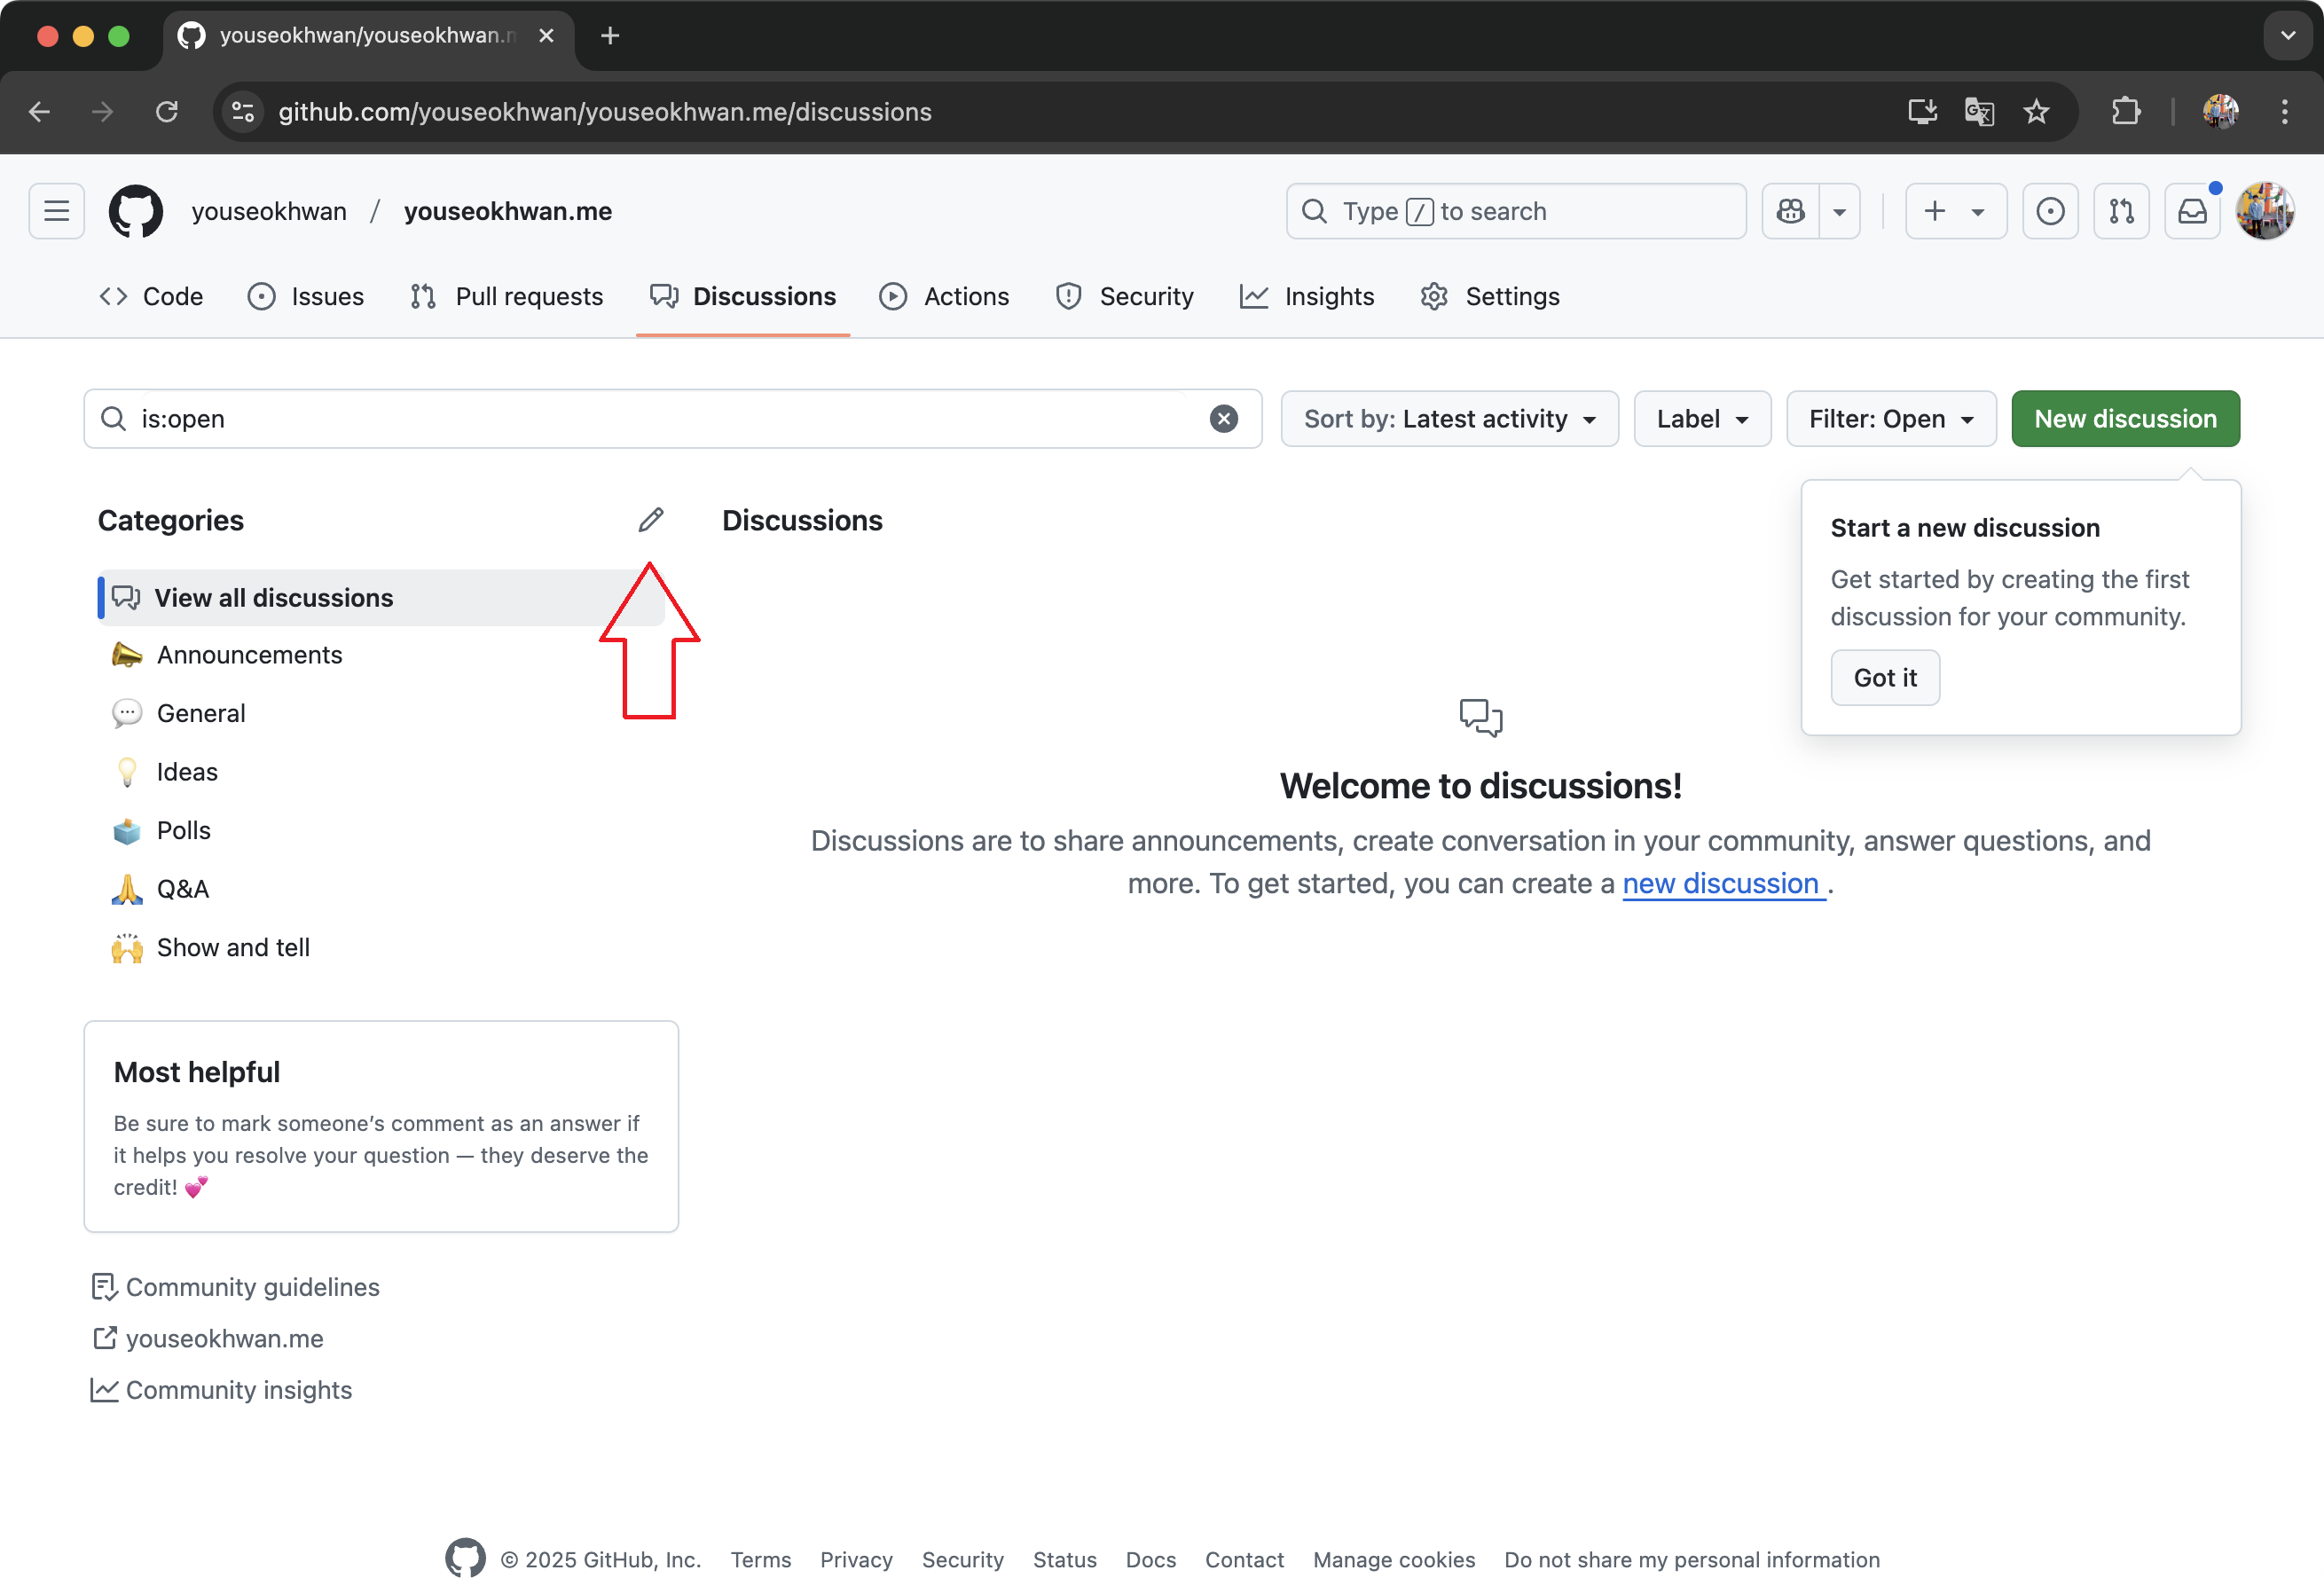 youseokhwan/youseokhwan.m
github.com/youseokhwan/youseokhwan.me/discussions
youseokhwan / youseokhwan.me
Type / to search
Code
Issues
Pull requests
Discussions
Actions
Security
Insights
Settings
is:open
Sort by: Latest activity
Label
Filter: Open
New discussion
Categories
Discussions
Start a new discussion
Get started by creating the first
discussion for your community.
Got it
View all discussions
Announcements
General
Ideas
Polls
Q&A
Show and tell
Welcome to discussions!
Discussions are to share announcements, create conversation in your community, answer questions, and
more. To get started, you can create a new discussion .
Most helpful
Be sure to mark someone’s comment as an answer if
it helps you resolve your question — they deserve the
credit! 💕
Community guidelines
youseokhwan.me
Community insights
© 2025 GitHub, Inc.
Terms
Privacy
Security
Status
Docs
Contact
Manage cookies
Do not share my personal information